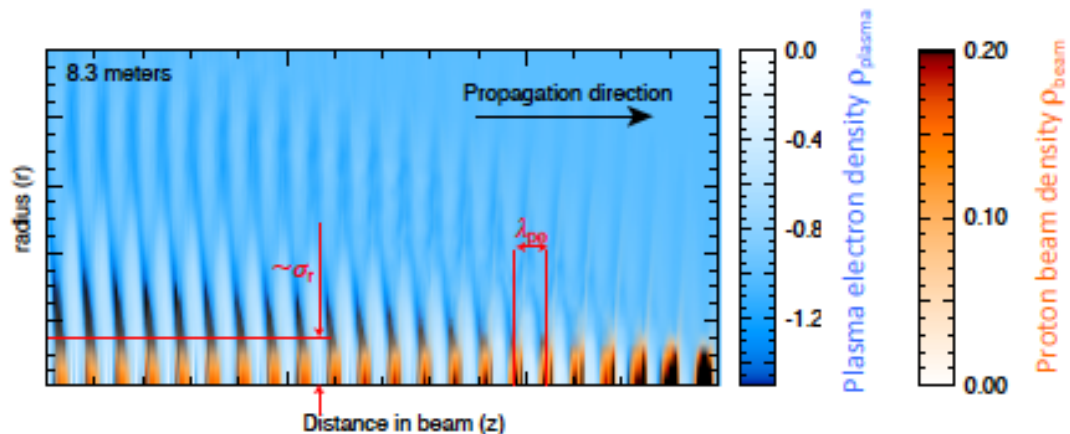 8.3 meters
Propagation direction
radius (r)
~σr
λpe
Distance in beam (z)
0.0
-0.4
-0.8
-1.2
Plasma electron density ρplasma
0.20
0.10
0.00
Proton beam density ρbeam